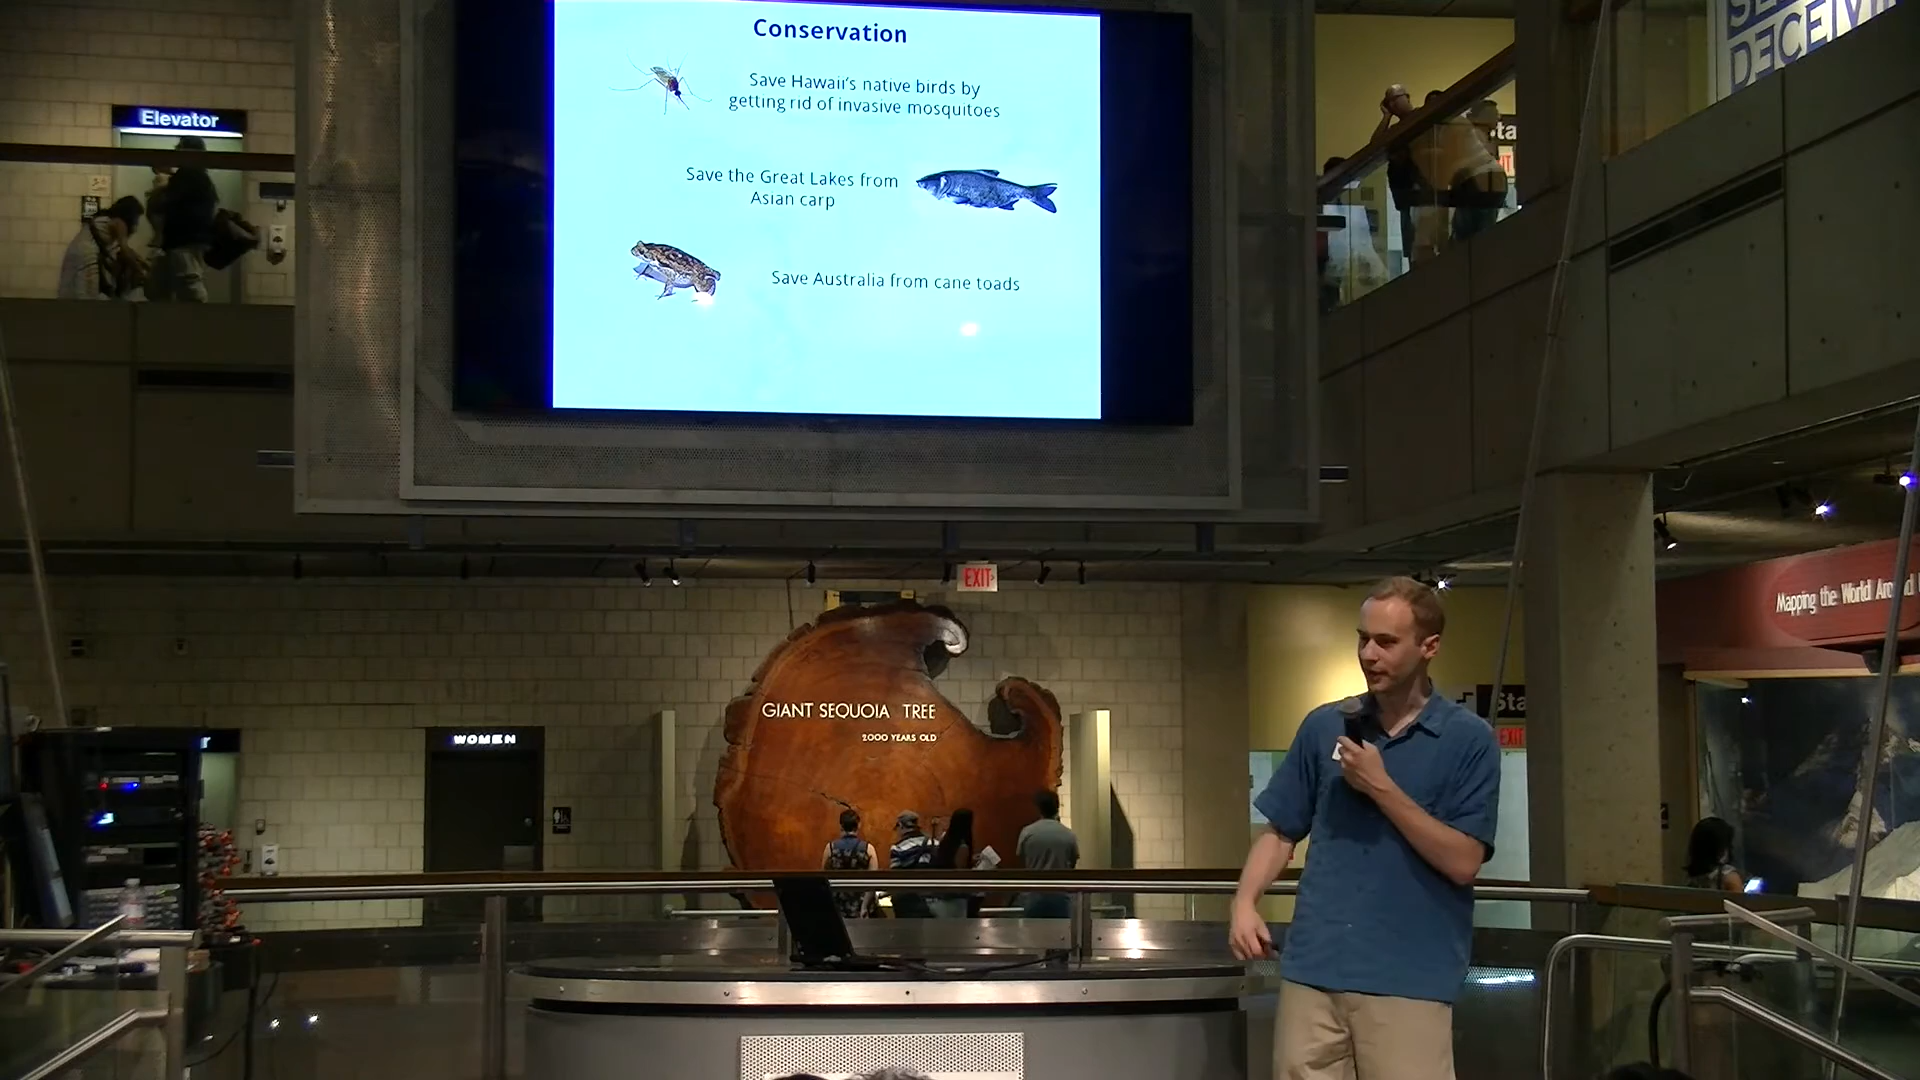 Conservation
Save Hawaii's native birds by
getting rid of invasive mosquitoes
Save the Great Lakes from
Asian carp
Save Australia from cane toads
Elevator
EXIT
GIANT SEQUOIA TREE
2000 YEARS OLD
WOMEN
Mapping the World
EXIT